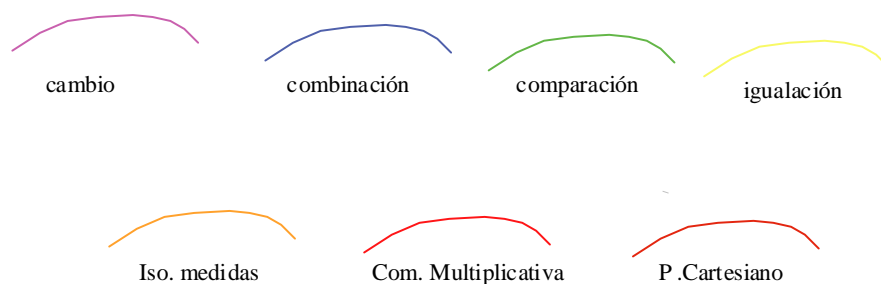 cambio
combinación
comparación
igualación
Iso. medidas
Com. Multiplicativa
P .Cartesiano